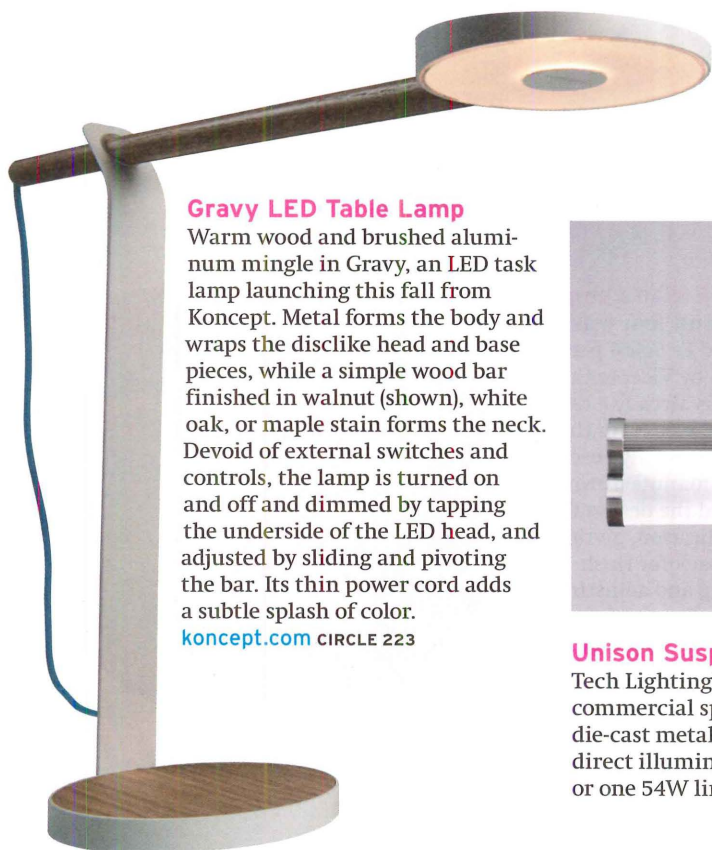 Gravy LED Table Lamp
Warm wood and brushed alumi-
num mingle in Gravy, an LED task
lamp launching this fall from
Koncept. Metal forms the body and
wraps the disclike head and base
pieces, while a simple wood bar
finished in walnut (shown), white
oak, or maple stain forms the neck.
Devoid of external switches and
controls, the lamp is turned on
and off and dimmed by tapping
the underside of the LED head, and
adjusted by sliding and pivoting
the bar. Its thin power cord adds
a subtle splash of color.
koncept.com CIRCLE 223
Unison
Tech Lighting
commercial
die-cast metal
direct
or one 54W